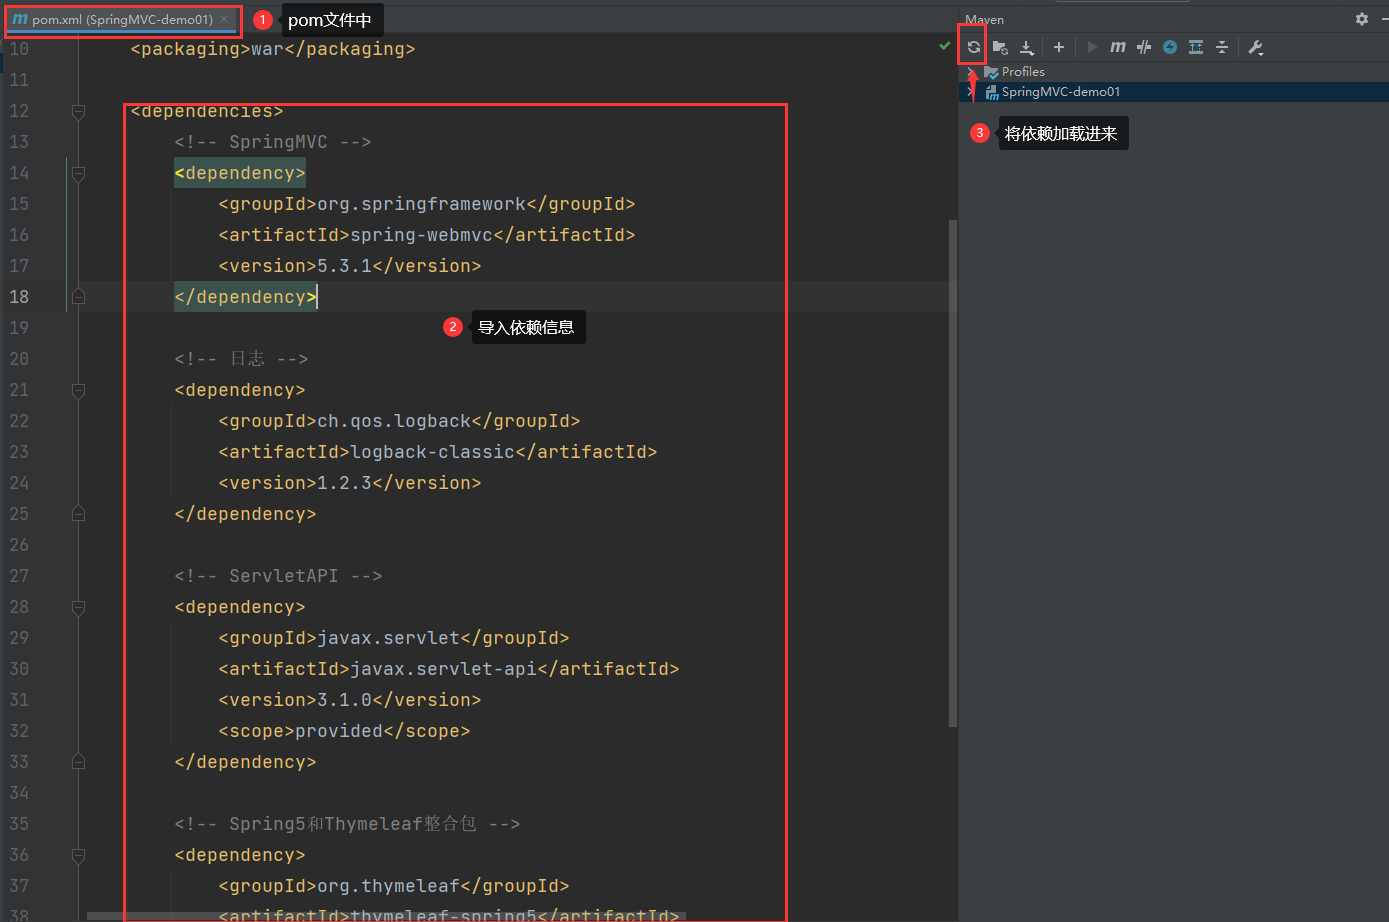 pom.xml (SpringMVC-demo01)
1 pom文件中
Maven
10 <packaging>war</packaging>
11
12 <dependencies>
13 <!-- SpringMVC -->
14 <dependency>
15 <groupId>org.springframework</groupId>
16 <artifactId>spring-webmvc</artifactId>
17 <version>5.3.1</version>
18 </dependency>
19
2 导入依赖信息
20 <!-- 日志 -->
21 <dependency>
22 <groupId>ch.qos.logback</groupId>
23 <artifactId>logback-classic</artifactId>
24 <version>1.2.3</version>
25 </dependency>
26
27 <!-- ServletAPI -->
28 <dependency>
29 <groupId>javax.servlet</groupId>
30 <artifactId>javax.servlet-api</artifactId>
31 <version>3.1.0</version>
32 <scope>provided</scope>
33 </dependency>
34
35 <!-- Spring5和Thymeleaf整合包 -->
36 <dependency>
37 <groupId>org.thymeleaf</groupId>
38 <artifactId>thymeleaf-spring5</artifactId>
Profiles
SpringMVC-demo01
3 将依赖加载进来